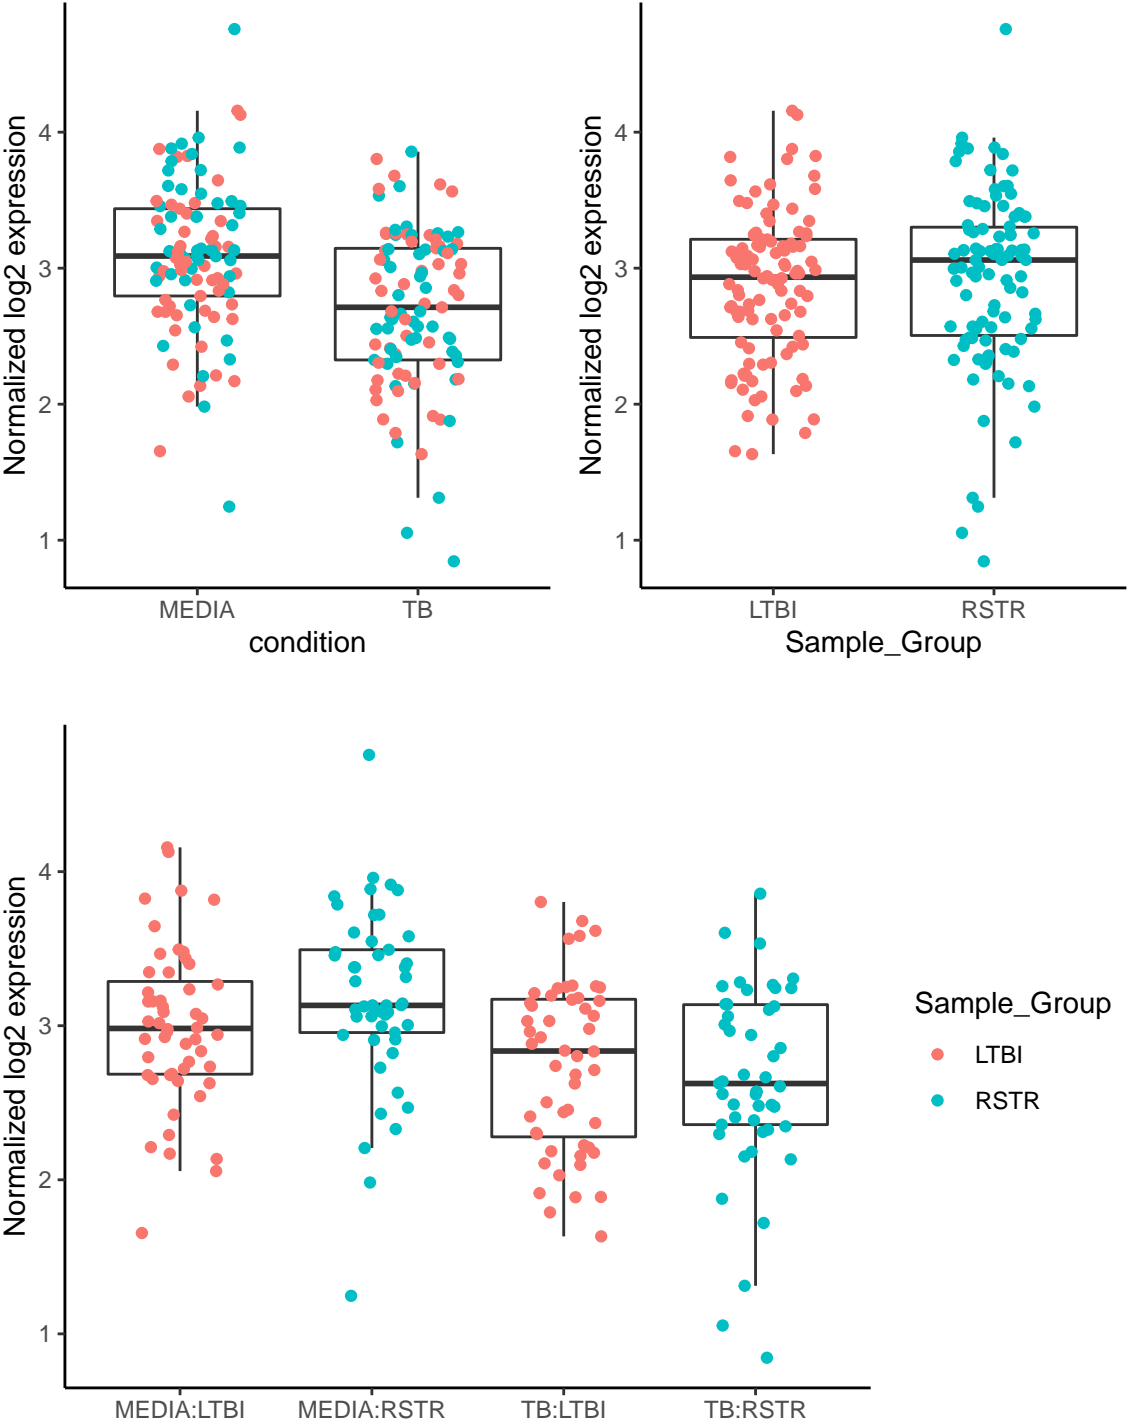 Normalized log2 expression
4
3
2
1
MEDIA TB
condition
Normalized log2 expression
4
3
2
1
LTBI RSTR
Sample_Group
Normalized log2 expression
4
3
2
1
MEDIA:LTBI MEDIA:RSTR TB:LTBI TB:RSTR
Sample_Group
LTBI
RSTR